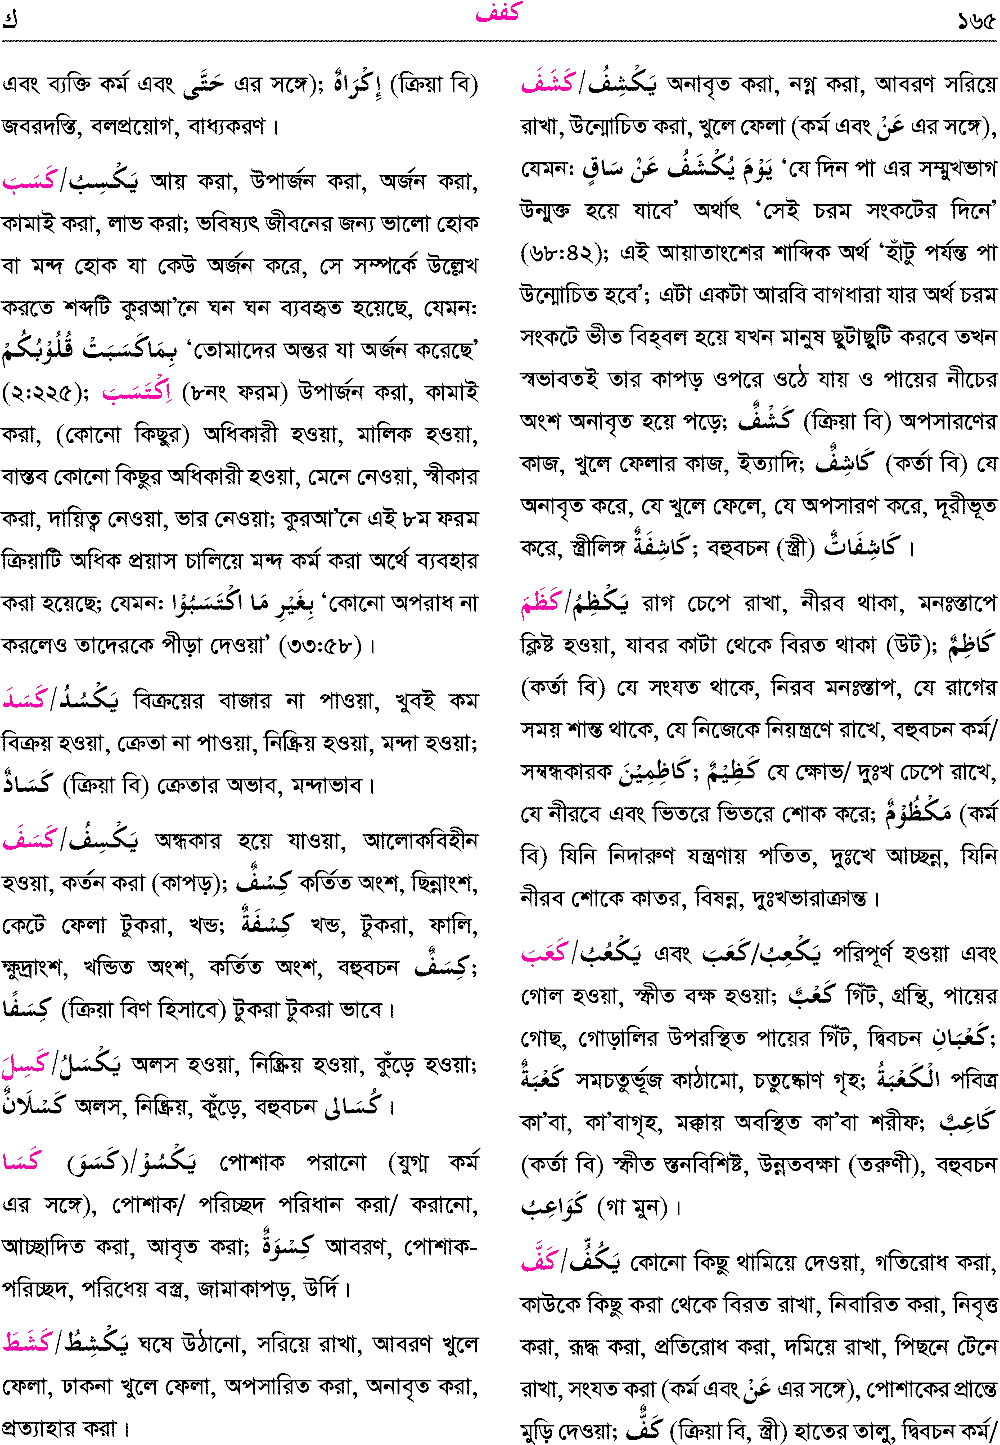 ك كفف ১৬৫
এবং ব্যক্তি কর্ম এবং حَتَّى এর সঙ্গে); إِكْرَاهٌ (ক্রিয়া বি)
জবরদস্তি, বলপ্রয়োগ, বাধ্যকরণ।
كَسَبَ/يَكْسِبُ আয় করা, উপার্জন করা, অর্জন করা,
কামাই করা, লাভ করা; ভবিষ্যৎ জীবনের জন্য ভালো হোক
বা মন্দ হোক যা কেউ অর্জন করে, সে সম্পর্কে উল্লেখ
করতে শব্দটি কুরআ’নে ঘন ঘন ব্যবহৃত হয়েছে, যেমন:
بِمَاكَسَبَتْ قُلُوْبُكُمْ ‘তোমাদের অন্তর যা অর্জন করেছে’
(২:২২৫); اِكْتَسَبَ (৮নং ফরম) উপার্জন করা, কামাই
করা, (কোনো কিছুর) অধিকারী হওয়া, মালিক হওয়া,
বাস্তব কোনো কিছুর অধিকারী হওয়া, মেনে নেওয়া, স্বীকার
করা, দায়িত্ব নেওয়া, ভার নেওয়া; কুরআ’নে এই ৮ম ফরম
ক্রিয়াটি অধিক প্রয়াস চালিয়ে মন্দ কর্ম করা অর্থে ব্যবহার
করা হয়েছে; যেমন: بِغَيْرِ مَا اكْتَسَبُوْا ‘কোনো অপরাধ না
করলেও তাদেরকে পীড়া দেওয়া’ (৩৩:৫৮)।
كَسَدَ/يَكْسُدُ বিক্রয়ের বাজার না পাওয়া, খুবই কম
বিক্রয় হওয়া, ক্রেতা না পাওয়া, নিষ্ক্রিয় হওয়া, মন্দা হওয়া;
كَسَادٌ (ক্রিয়া বি) ক্রেতার অভাব, মন্দাভাব।
كَسَفَ/يَكْسِفُ অন্ধকার হয়ে যাওয়া, আলোকবিহীন
হওয়া, কর্তন করা (কাপড়); كِسْفٌ কর্তিত অংশ, ছিন্নাংশ,
কেটে ফেলা টুকরা, খন্ড; كِسْفَةٌ খন্ড, টুকরা, ফালি,
ক্ষুদ্রাংশ, খন্ডিত অংশ, কর্তিত অংশ, বহুবচন كِسَفٌ;
كِسَفًا (ক্রিয়া বিণ হিসাবে) টুকরা টুকরা ভাবে।
كَسِلَ/يَكْسَلُ অলস হওয়া, নিষ্ক্রিয় হওয়া, কুঁড়ে হওয়া;
كَسْلَانٌ অলস, নিষ্ক্রিয়, কুঁড়ে, বহুবচন كُسَالى।
كَسَا (كَسَوَ)/يَكْسُوْ পোশাক পরানো (যুগ্ম কর্ম
এর সঙ্গে), পোশাক/ পরিচ্ছদ পরিধান করা/ করানো,
আচ্ছাদিত করা, আবৃত করা; كِسْوَةٌ আবরণ, পোশাক-
পরিচ্ছদ, পরিধেয় বস্ত্র, জামাকাপড়, উর্দি।
كَشَطَ/يَكْشِطُ ঘষে উঠানো, সরিয়ে রাখা, আবরণ খুলে
ফেলা, ঢাকনা খুলে ফেলা, অপসারিত করা, অনাবৃত করা,
প্রত্যাহার করা।
كَشَفَ/يَكْشِفُ অনাবৃত করা, নগ্ন করা, আবরণ সরিয়ে
রাখা, উন্মোচিত করা, খুলে ফেলা (কর্ম এবং عَنْ এর সঙ্গে),
যেমন: يَوْمَ يُكْشَفُ عَنْ سَاقٍ ‘যে দিন পা এর সম্মুখভাগ
উন্মুক্ত হয়ে যাবে’ অর্থাৎ ‘সেই চরম সংকটের দিনে’
(৬৮:৪২); এই আয়াতাংশের শাব্দিক অর্থ ‘হাঁটু পর্যন্ত পা
উন্মোচিত হবে’; এটা একটা আরবি বাগধারা যার অর্থ চরম
সংকটে ভীত বিহ্বল হয়ে যখন মানুষ ছুটাছুটি করবে তখন
স্বভাবতই তার কাপড় ওপরে ওঠে যায় ও পায়ের নীচের
অংশ অনাবৃত হয়ে পড়ে; كَشْفٌ (ক্রিয়া বি) অপসারণের
কাজ, খুলে ফেলার কাজ, ইত্যাদি; كَاشِفٌ (কর্তা বি) যে
অনাবৃত করে, যে খুলে ফেলে, যে অপসারণ করে, দূরীভূত
করে, স্ত্রীলিঙ্গ كَاشِفَةٌ; বহুবচন (স্ত্রী) كَاشِفَاتٌ।
كَظَمَ/يَكْظِمُ রাগ চেপে রাখা, নীরব থাকা, মনঃস্তাপে
ক্লিষ্ট হওয়া, যাবর কাটা থেকে বিরত থাকা (উট); كَاظِمٌ
(কর্তা বি) যে সংযত থাকে, নিরব মনঃস্তাপ, যে রাগের
সময় শান্ত থাকে, যে নিজেকে নিয়ন্ত্রণে রাখে, বহুবচন কর্ম/
সম্বন্ধকারক كَاظِمِيْنَ; كَظِيْمٌ যে ক্ষোভ/ দুঃখ চেপে রাখে,
যে নীরবে এবং ভিতরে ভিতরে শোক করে; مَكْظُوْمٌ (কর্ম
বি) যিনি নিদারুণ যন্ত্রণায় পতিত, দুঃখে আচ্ছন্ন, যিনি
নীরব শোকে কাতর, বিষন্ন, দুঃখভারাক্রান্ত।
كَعَبَ/يَكْعُبُ এবং كَعَبَ/يَكْعِبُ পরিপূর্ণ হওয়া এবং
গোল হওয়া, স্ফীত বক্ষ হওয়া; كَعْبٌ গিঁট, গ্রন্থি, পায়ের
গোছ, গোড়ালির উপরস্থিত পায়ের গিঁট, দ্বিবচন كَعْبَانِ;
كَعْبَةٌ সমচতুর্ভূজ কাঠামো, চতুষ্কোণ গৃহ; الْكَعْبَةُ পবিত্র
কা’বা, কা’বাগৃহ, মক্কায় অবস্থিত কা’বা শরীফ; كَاعِبٌ
(কর্তা বি) স্ফীত স্তনবিশিষ্ট, উন্নতবক্ষা (তরুণী), বহুবচন
كَوَاعِبُ (গা মুন)।
كَفَّ/يَكُفُّ কোনো কিছু থামিয়ে দেওয়া, গতিরোধ করা,
কাউকে কিছু করা থেকে বিরত রাখা, নিবারিত করা, নিবৃত্ত
করা, রূদ্ধ করা, প্রতিরোধ করা, দমিয়ে রাখা, পিছনে টেনে
রাখা, সংযত করা (কর্ম এবং عَنْ এর সঙ্গে), পোশাকের প্রান্তে
মুড়ি দেওয়া; كَفٌّ (ক্রিয়া বি, স্ত্রী) হাতের তালু, দ্বিবচন কর্ম/